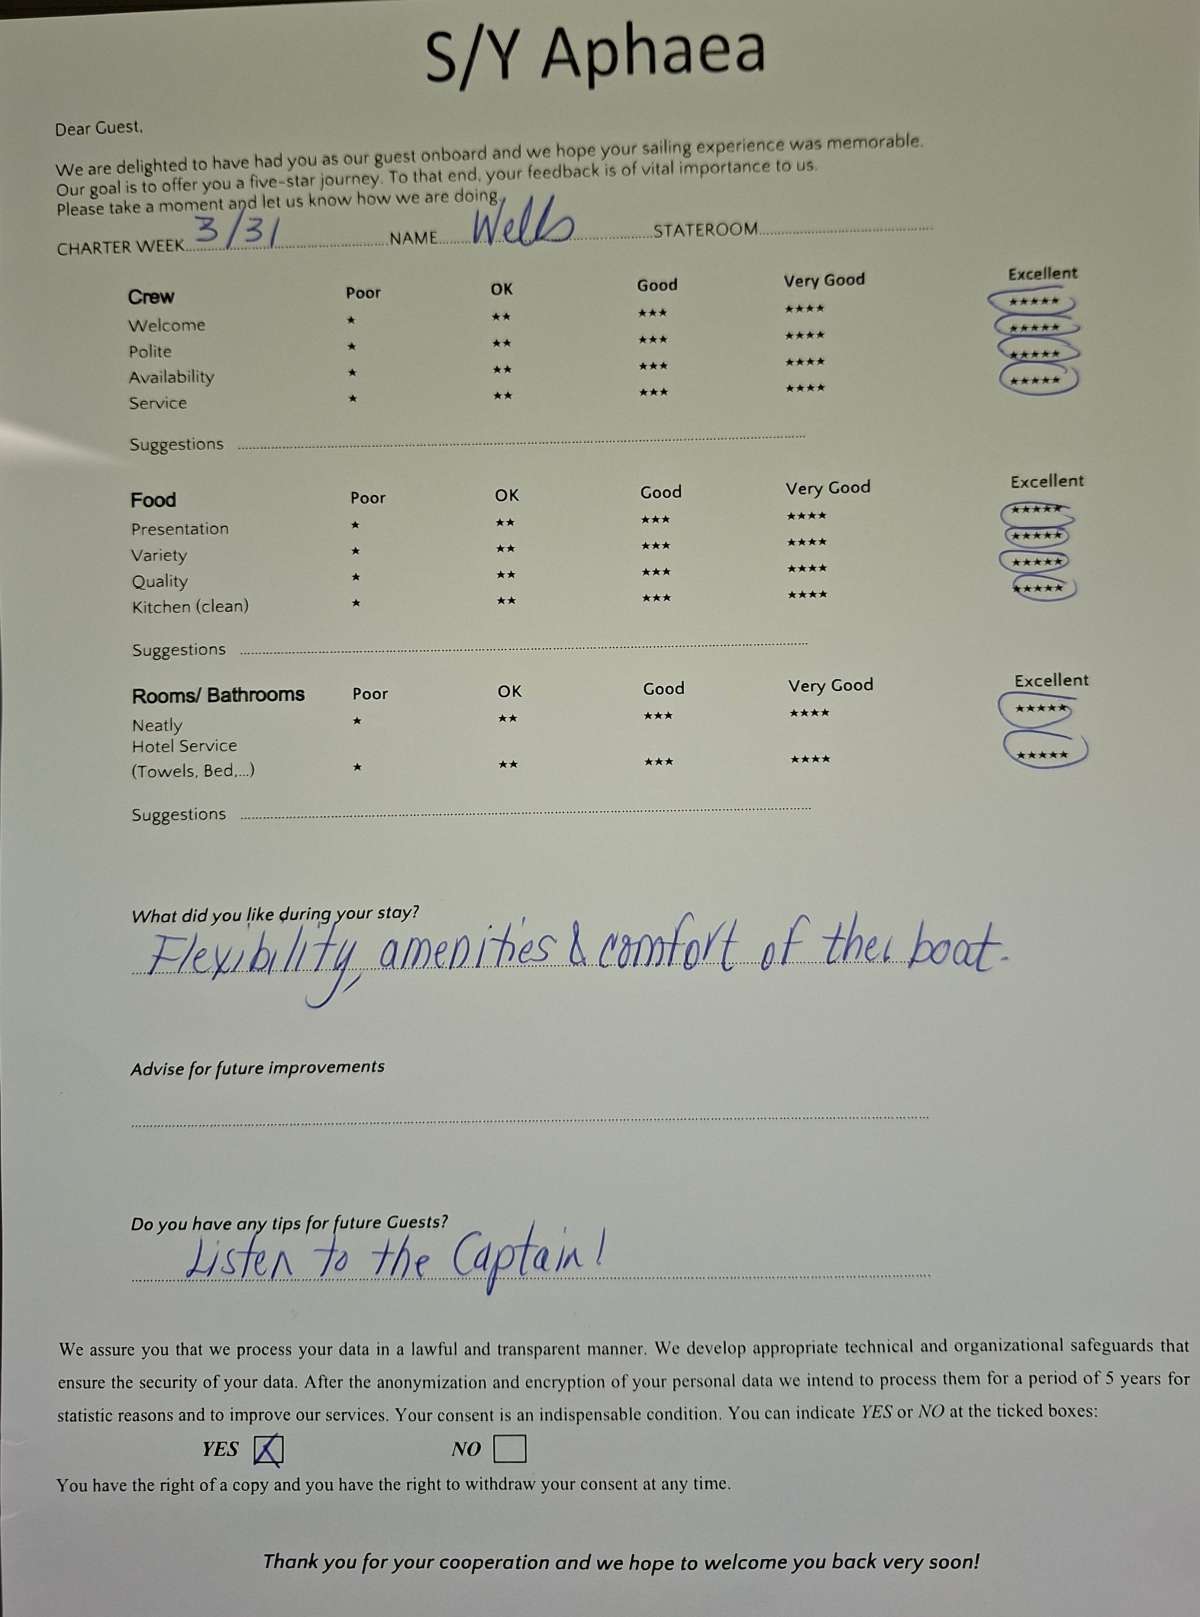 S/Y Aphaea
Dear Guest,
We are delighted to have had you as our guest onboard and we hope your sailing experience was memorable.
Our goal is to offer you a five-star journey. To that end, your feedback is of vital importance to us.
Please take a moment and let us know how we are doing.
CHARTER WEEK 3/31 NAME Wells STATEROOM
Crew Poor OK Good Very Good Excellent
Welcome ★ ★★ ★★★ ★★★★ ★★★★★
Polite ★ ★★ ★★★ ★★★★ ★★★★★
Availability ★ ★★ ★★★ ★★★★ ★★★★★
Service ★ ★★ ★★★ ★★★★ ★★★★★
Suggestions
Food Poor OK Good Very Good Excellent
Presentation ★ ★★ ★★★ ★★★★ ★★★★★
Variety ★ ★★ ★★★ ★★★★ ★★★★★
Quality ★ ★★ ★★★ ★★★★ ★★★★★
Kitchen (clean) ★ ★★ ★★★ ★★★★ ★★★★★
Suggestions
Rooms/ Bathrooms Poor OK Good Very Good Excellent
Neatly ★ ★★ ★★★ ★★★★ ★★★★★
Hotel Service
(Towels, Bed,...) ★ ★★ ★★★ ★★★★ ★★★★★
Suggestions
What did you like during your stay?
Flexibility, amenities & comfort of the boat.
Advise for future improvements
Do you have any tips for future Guests?
Listen to the Captain!
We assure you that we process your data in a lawful and transparent manner. We develop appropriate technical and organizational safeguards that
ensure the security of your data. After the anonymization and encryption of your personal data we intend to process them for a period of 5 years for
statistic reasons and to improve our services. Your consent is an indispensable condition. You can indicate YES or NO at the ticked boxes:
YES X NO
You have the right of a copy and you have the right to withdraw your consent at any time.
Thank you for your cooperation and we hope to welcome you back very soon!